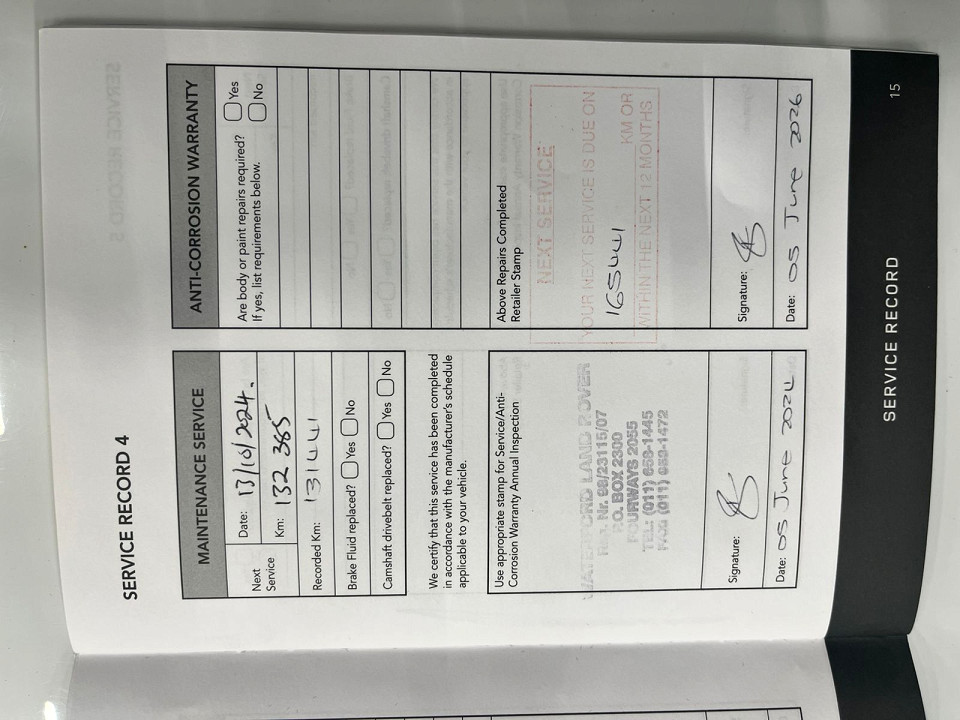 SERVICE RECORD 4
MAINTENANCE SERVICE
Next Service
Date: 13/10/2024.
Km: 132 385
Recorded Km: 131441
Brake Fluid replaced? Yes No
Camshaft drivebelt replaced? Yes No
We certify that this service has been completed
in accordance with the manufacturer's schedule
applicable to your vehicle.
Use appropriate stamp for Service/Anti-
Corrosion Warranty Annual Inspection
WATERFORD LAND ROVER
REG. Nr. 98/23115/07
P.O. BOX 2300
FOURWAYS 2055
TEL: (011) 658-1445
FAX: (011) 658-1472
Signature:
Date: 05 June 2024
ANTI-CORROSION WARRANTY
Are body or paint repairs required? Yes
If yes, list requirements below. No
Above Repairs Completed
Retailer Stamp
NEXT SERVICE
YOUR NEXT SERVICE IS DUE ON
165441 KM OR
WITHIN THE NEXT 12 MONTHS
Signature:
Date: 05 June 2026
SERVICE RECORD
15